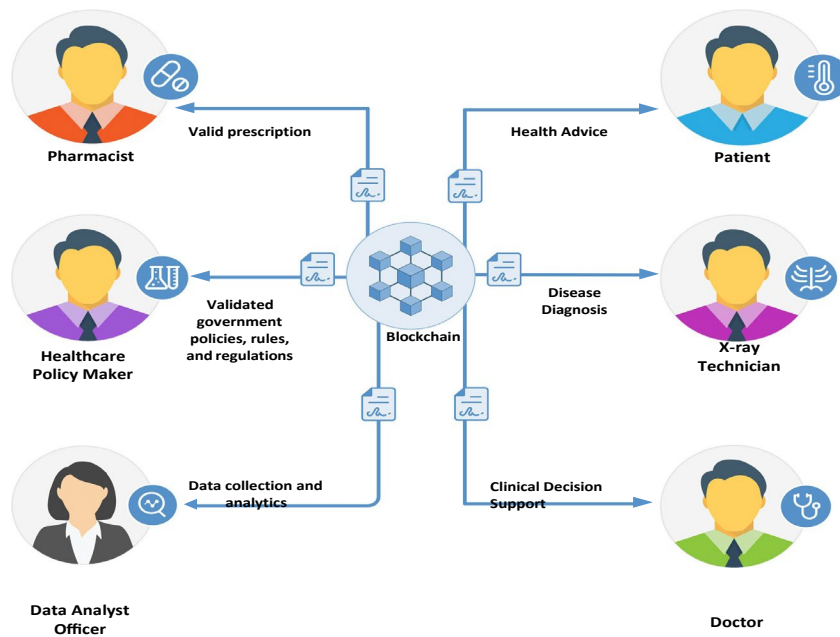 Valid prescription
Pharmacist
Health Advice
Patient
Validated
government
policies, rules,
and regulations
Healthcare
Policy Maker
Blockchain
Disease
Diagnosis
X-ray
Technician
Data collection and
analytics
Data Analyst
Officer
Clinical Decision
Support
Doctor